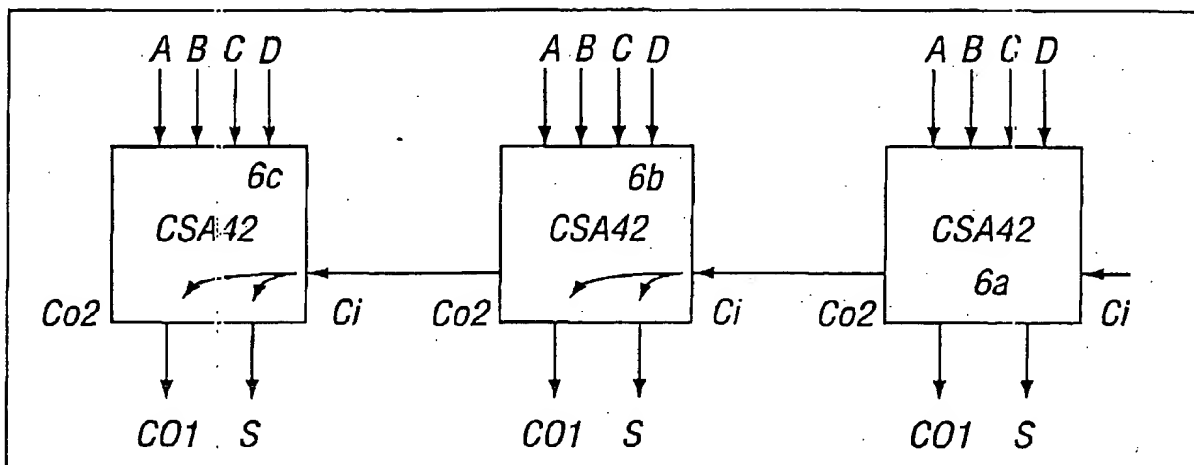 A B C D A B C D A B C D
6c 6b
CSA42 CSA42 CSA42
6a
Co2 Ci Co2 Ci Co2 Ci
CO1 S CO1 S CO1 S